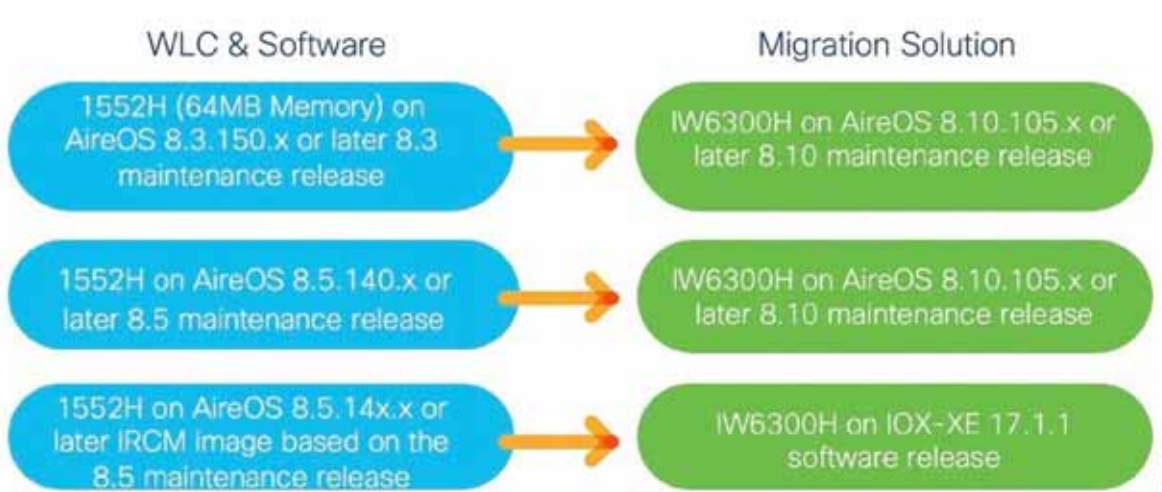 WLC & Software
Migration Solution
1552H (64MB Memory) on
AireOS 8.3.150.x or later 8.3
maintenance release
IW6300H on AireOS 8.10.105.x or
later 8.10 maintenance release
1552H on AireOS 8.5.140.x or
later 8.5 maintenance release
IW6300H on AireOS 8.10.105.x or
later 8.10 maintenance release
1552H on AireOS 8.5.14x.x or
later IRCM image based on the
8.5 maintenance release
IW6300H on IOX-XE 17.1.1
software release